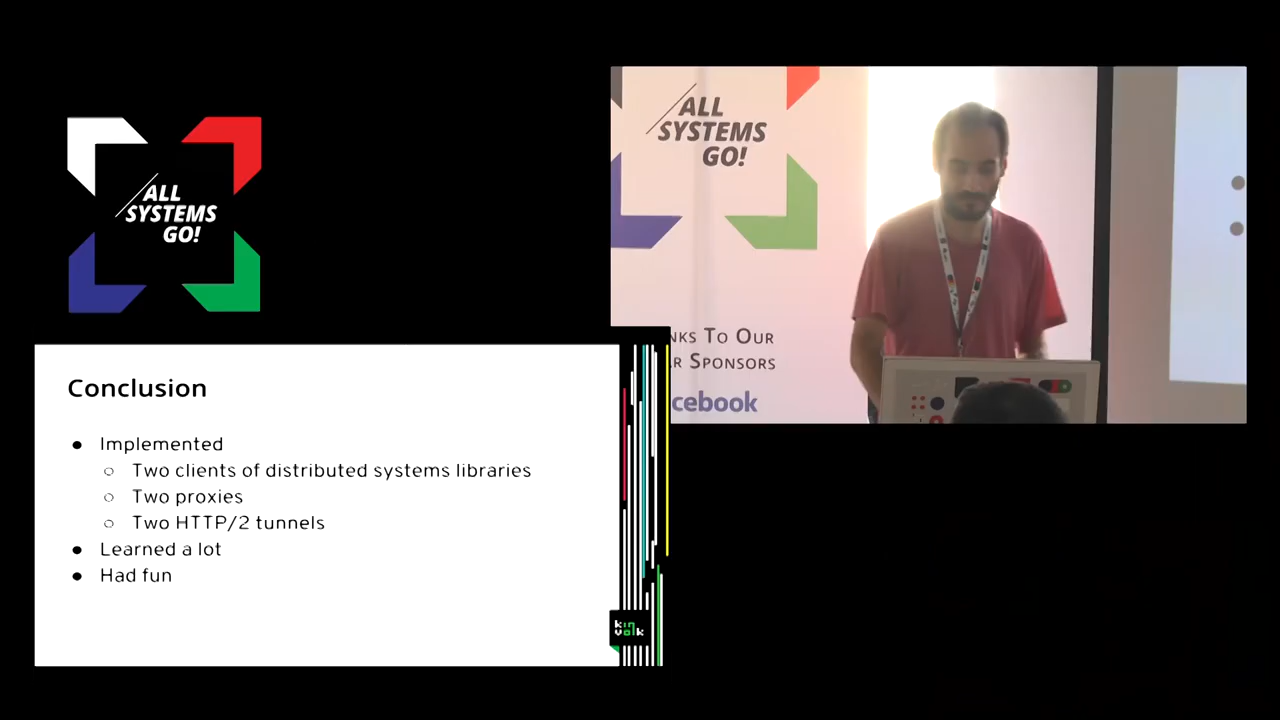 ALL
SYSTEMS
GO!
ALL
SYSTEMS
GO!
NKS TO OUR
R SPONSORS
cebook
Conclusion
● Implemented
○ Two clients of distributed systems libraries
○ Two proxies
○ Two HTTP/2 tunnels
● Learned a lot
● Had fun
kinvolk